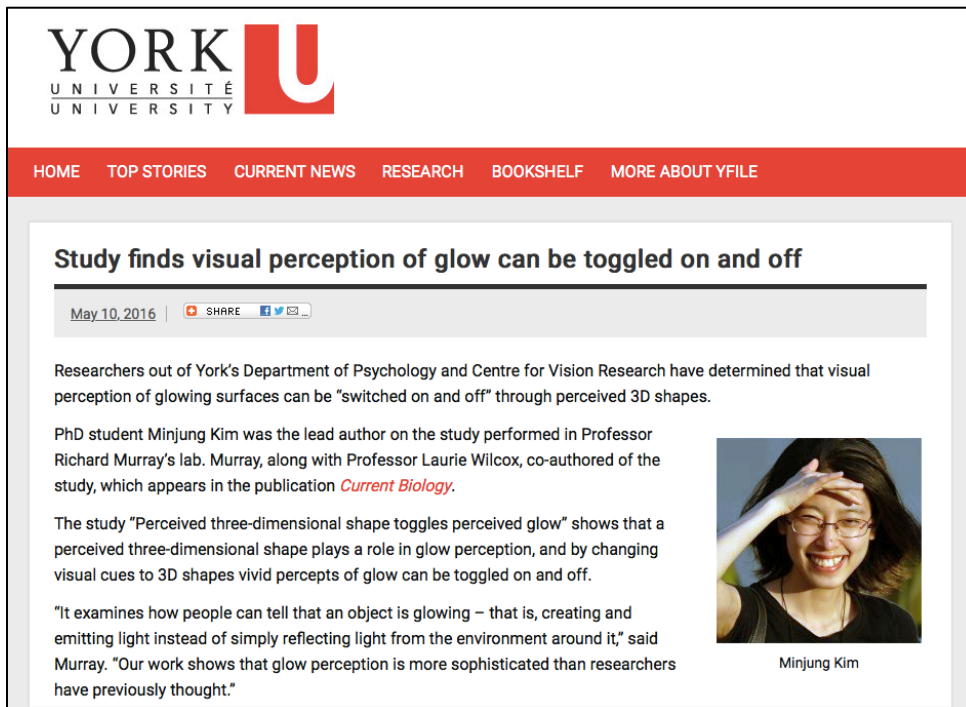 YORK U
UNIVERSITÉ
UNIVERSITY
HOME TOP STORIES CURRENT NEWS RESEARCH BOOKSHELF MORE ABOUT YFILE
Study finds visual perception of glow can be toggled on and off
May 10, 2016 SHARE
Researchers out of York’s Department of Psychology and Centre for Vision Research have determined that visual
perception of glowing surfaces can be “switched on and off” through perceived 3D shapes.
PhD student Minjung Kim was the lead author on the study performed in Professor
Richard Murray’s lab. Murray, along with Professor Laurie Wilcox, co-authored of the
study, which appears in the publication Current Biology.
The study “Perceived three-dimensional shape toggles perceived glow” shows that a
perceived three-dimensional shape plays a role in glow perception, and by changing
visual cues to 3D shapes vivid percepts of glow can be toggled on and off.
“It examines how people can tell that an object is glowing – that is, creating and
emitting light instead of simply reflecting light from the environment around it,” said
Murray. “Our work shows that glow perception is more sophisticated than researchers
have previously thought.”
Minjung Kim